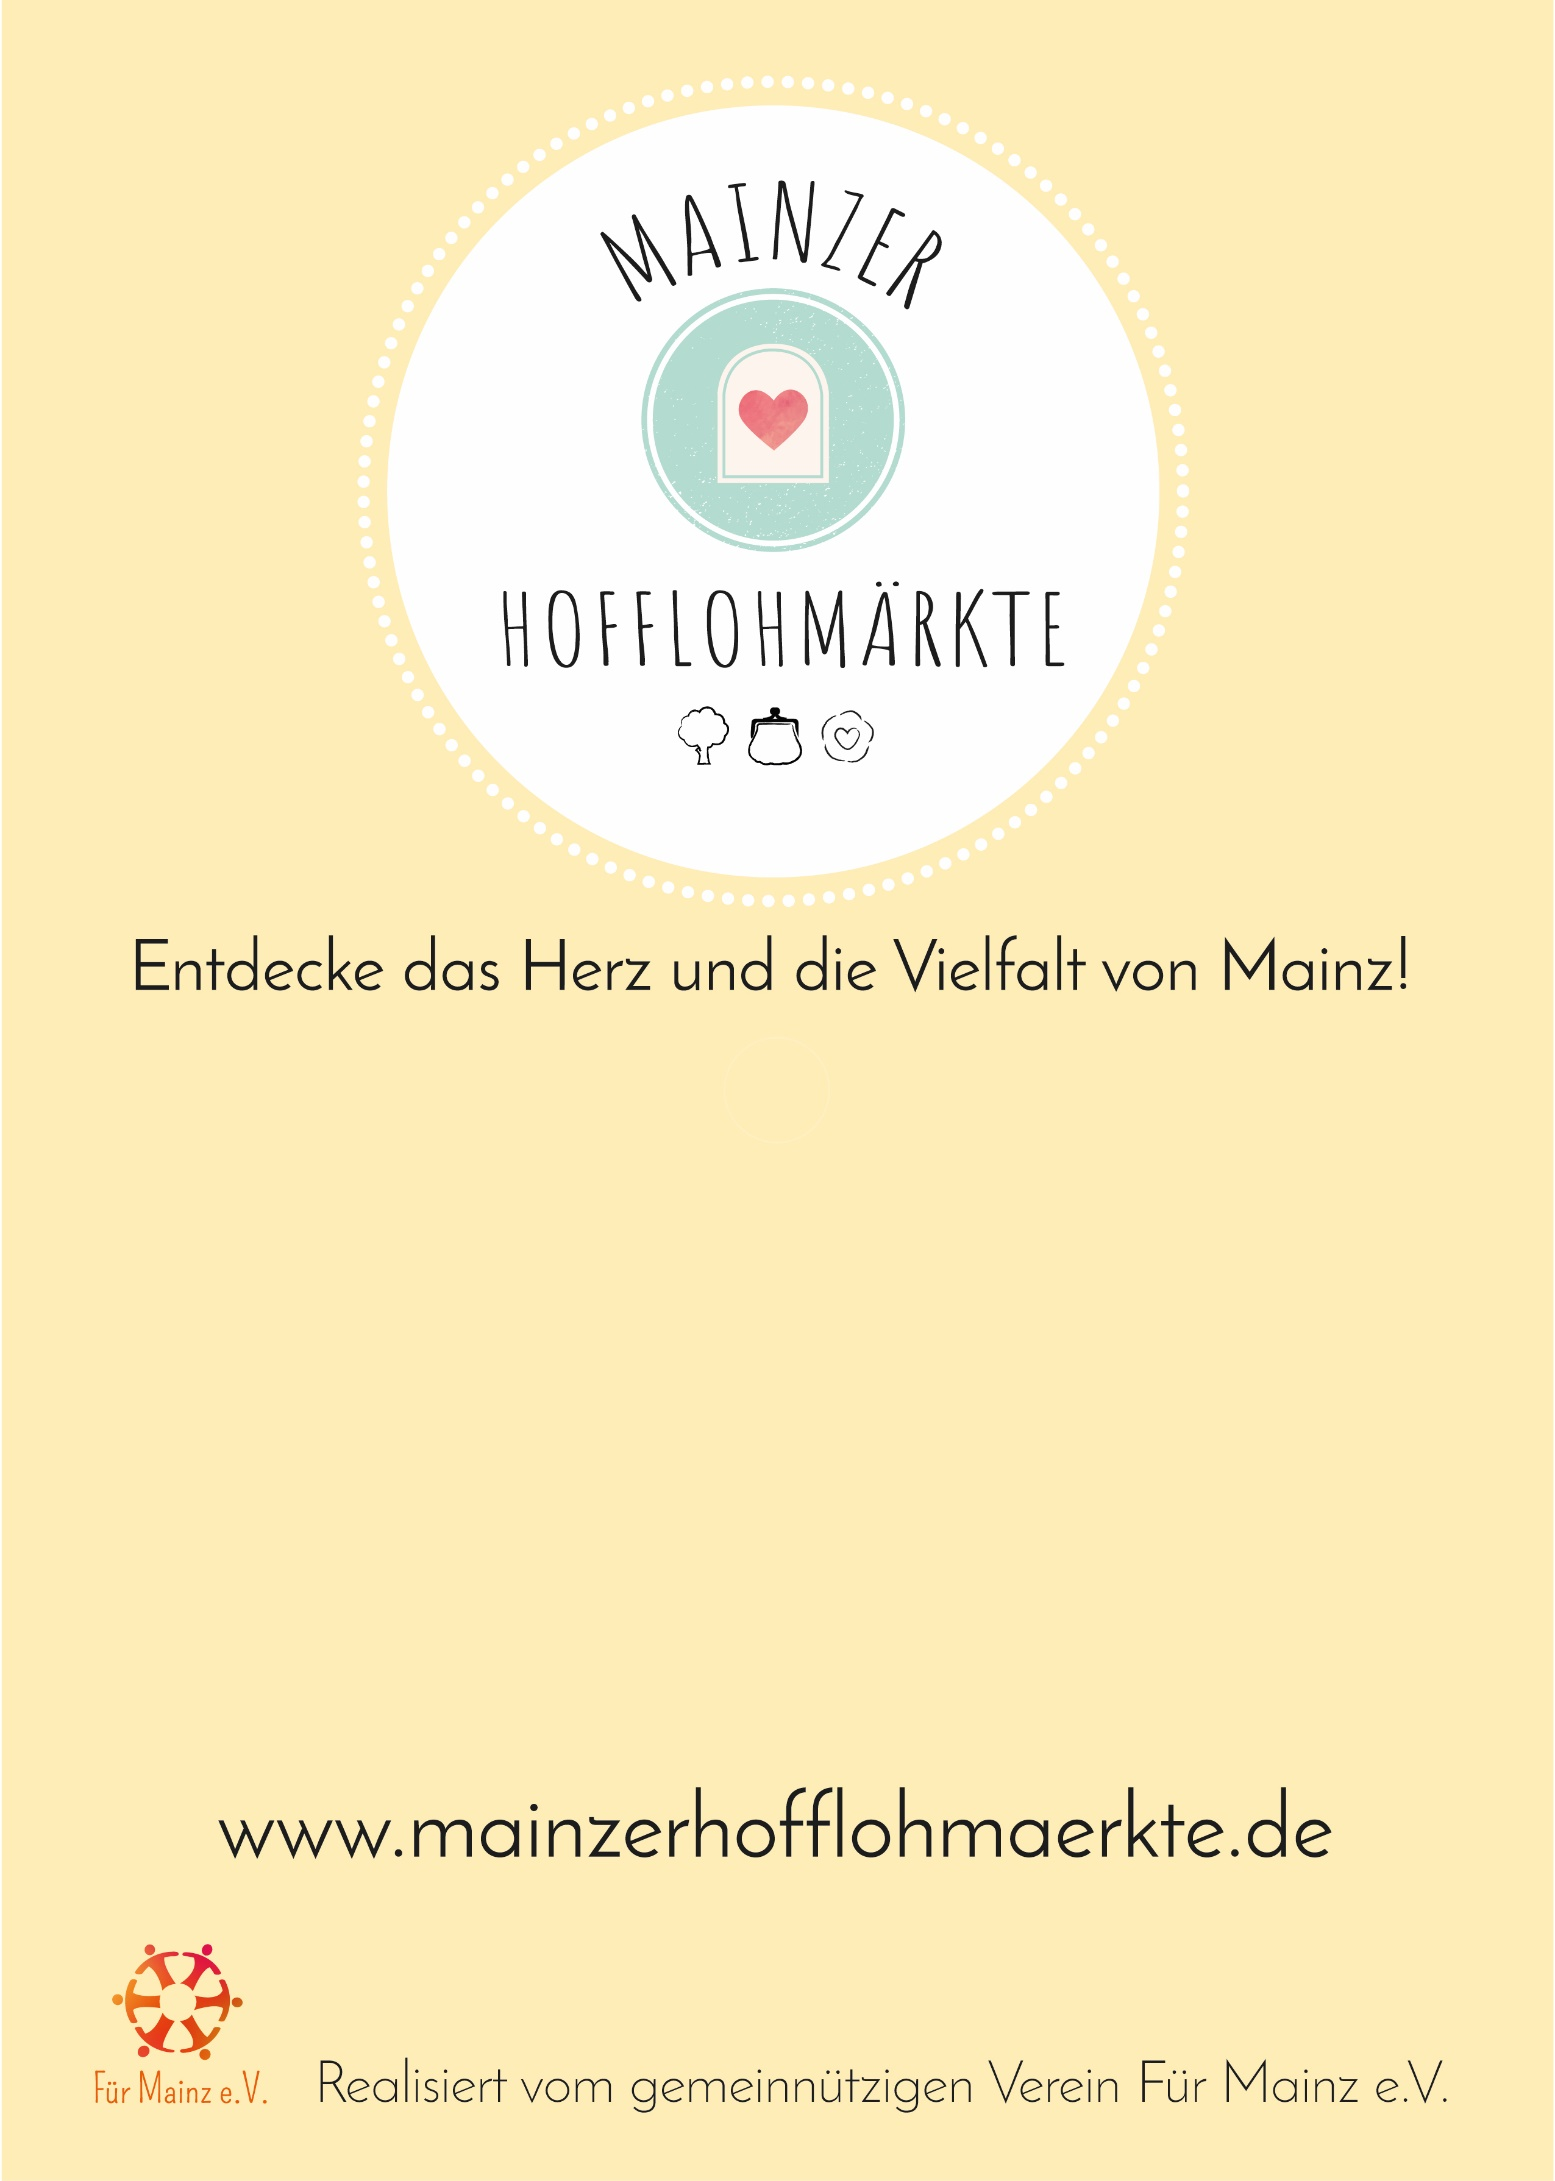 MAINZER
HOFFLOHMÄRKTE
Entdecke das Herz und die Vielfalt von Mainz!
www.mainzerhofflohmaerkte.de
Für Mainz e.V.
Realisiert vom gemeinnützigen Verein Für Mainz e.V.